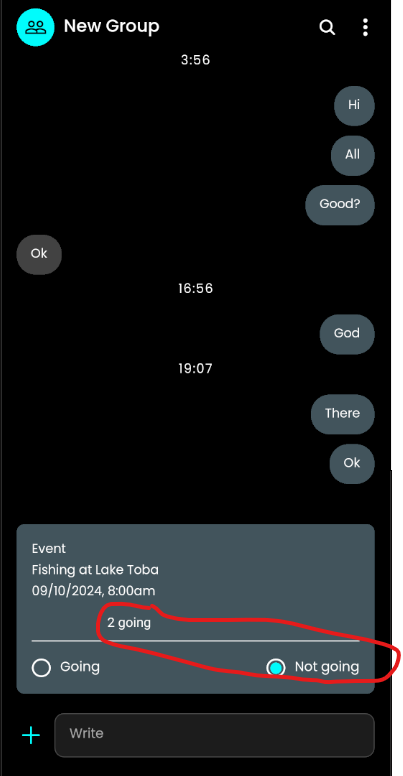 New Group
3:56
Hi
All
Good?
Ok
16:56
God
19:07
There
Ok
Event
Fishing at Lake Toba
09/10/2024, 8:00am
2 going
Going Not going
Write